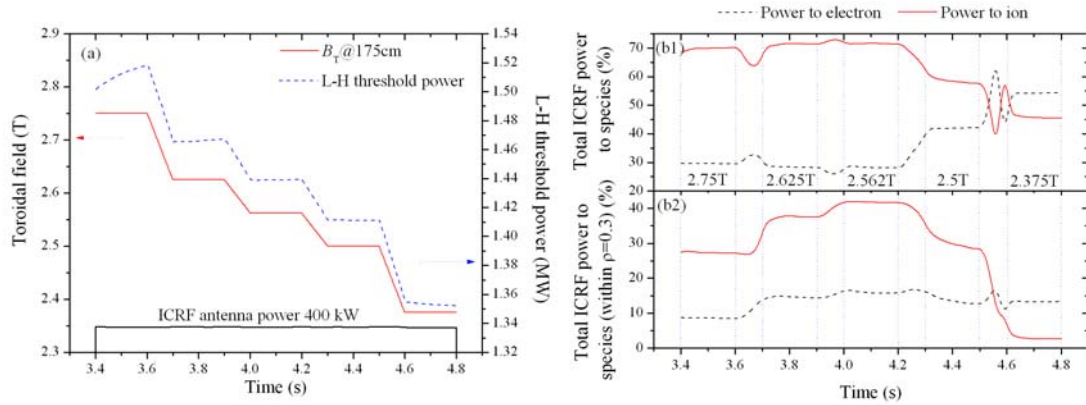 (a)
B_T@175cm
L-H threshold power
Toroidal field (T)
2.9
2.8
2.7
2.6
2.5
2.4
2.3
L-H threshold
power (MW)
1.54
1.52
1.50
1.48
1.46
1.44
1.42
1.40
1.38
1.36
1.34
1.32
ICRF antenna power 400 kW
3.4 3.6 3.8 4.0 4.2 4.4 4.6 4.8
Time (s)
Power to electron Power to ion
(b1)
Total ICRF power
to species (%)
70
60
50
40
30
20
2.75T 2.625T 2.562T 2.5T 2.375T
(b2)
Total ICRF power to
species (within ρ=0.3) (%)
40
30
20
10
0
3.4 3.6 3.8 4.0 4.2 4.4 4.6 4.8
Time (s)